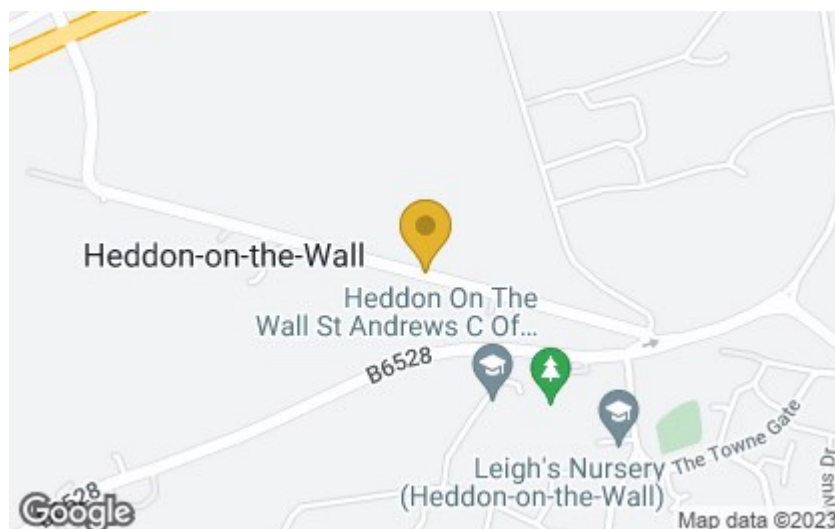 Heddon-on-the-Wall
Heddon On The
Wall St Andrews C Of...
B6528
Leigh's Nursery
(Heddon-on-the-Wall)
The Towne Gate
Google
Map data ©2023